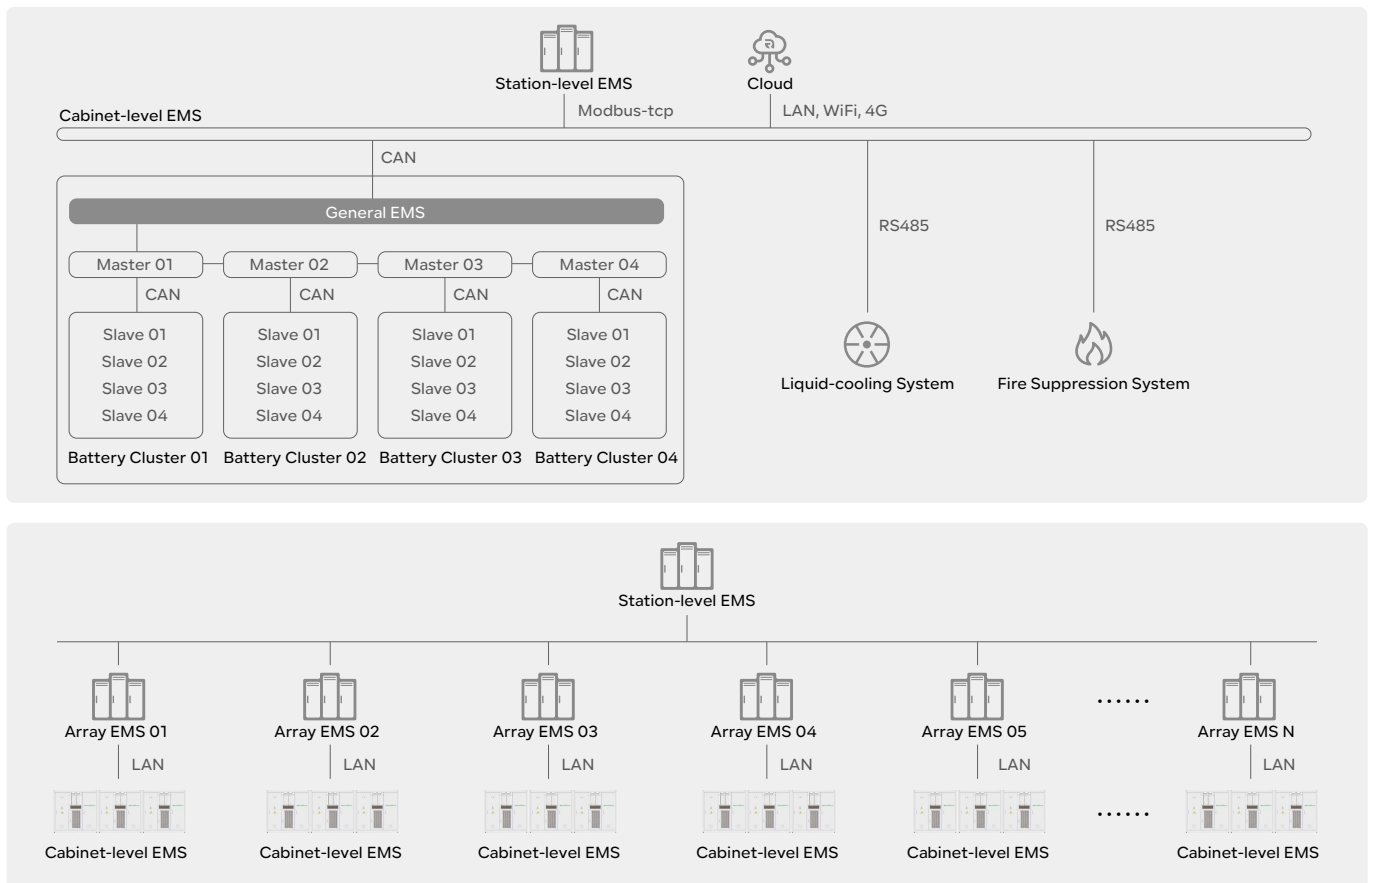 Station-level EMS
Cloud
Modbus-tcp
LAN, WiFi, 4G
Cabinet-level EMS
CAN
General EMS
RS485
RS485
Master 01
Master 02
Master 03
Master 04
CAN
CAN
CAN
CAN
Slave 01
Slave 02
Slave 03
Slave 04
Slave 01
Slave 02
Slave 03
Slave 04
Slave 01
Slave 02
Slave 03
Slave 04
Slave 01
Slave 02
Slave 03
Slave 04
Battery Cluster 01
Battery Cluster 02
Battery Cluster 03
Battery Cluster 04
Liquid-cooling System
Fire Suppression System
Station-level EMS
Array EMS 01
Array EMS 02
Array EMS 03
Array EMS 04
Array EMS 05
......
Array EMS N
LAN
LAN
LAN
LAN
LAN
LAN
......
Cabinet-level EMS
Cabinet-level EMS
Cabinet-level EMS
Cabinet-level EMS
Cabinet-level EMS
Cabinet-level EMS